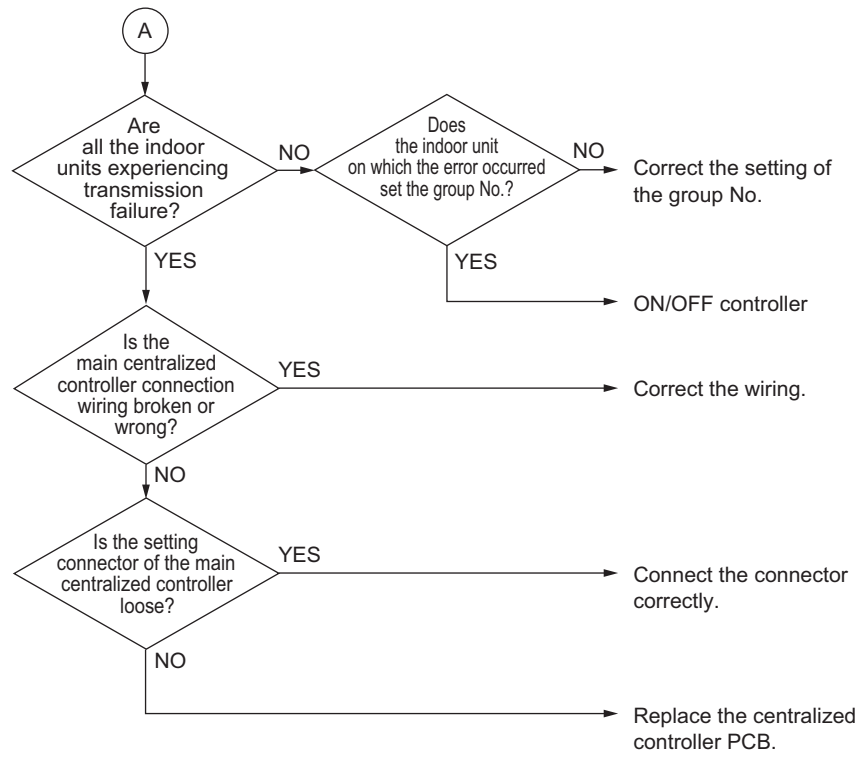 A
Are
all the indoor
units experiencing
transmission
failure?
NO
Does
the indoor unit
on which the error occurred
set the group No.?
NO
Correct the setting of
the group No.
YES
YES
ON/OFF controller
Is the
main centralized
controller connection
wiring broken or
wrong?
YES
Correct the wiring.
NO
Is the setting
connector of the main
centralized controller
loose?
YES
Connect the connector
correctly.
NO
Replace the centralized
controller PCB.